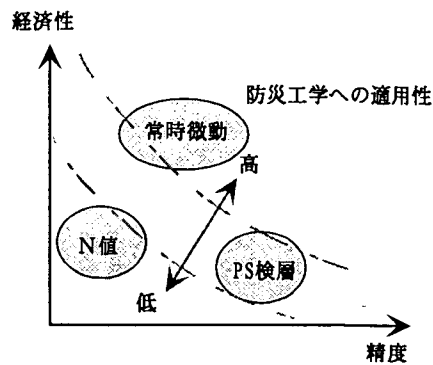 経済性
防災工学への適用性
常時微動
高
N値
PS検層
低
精度